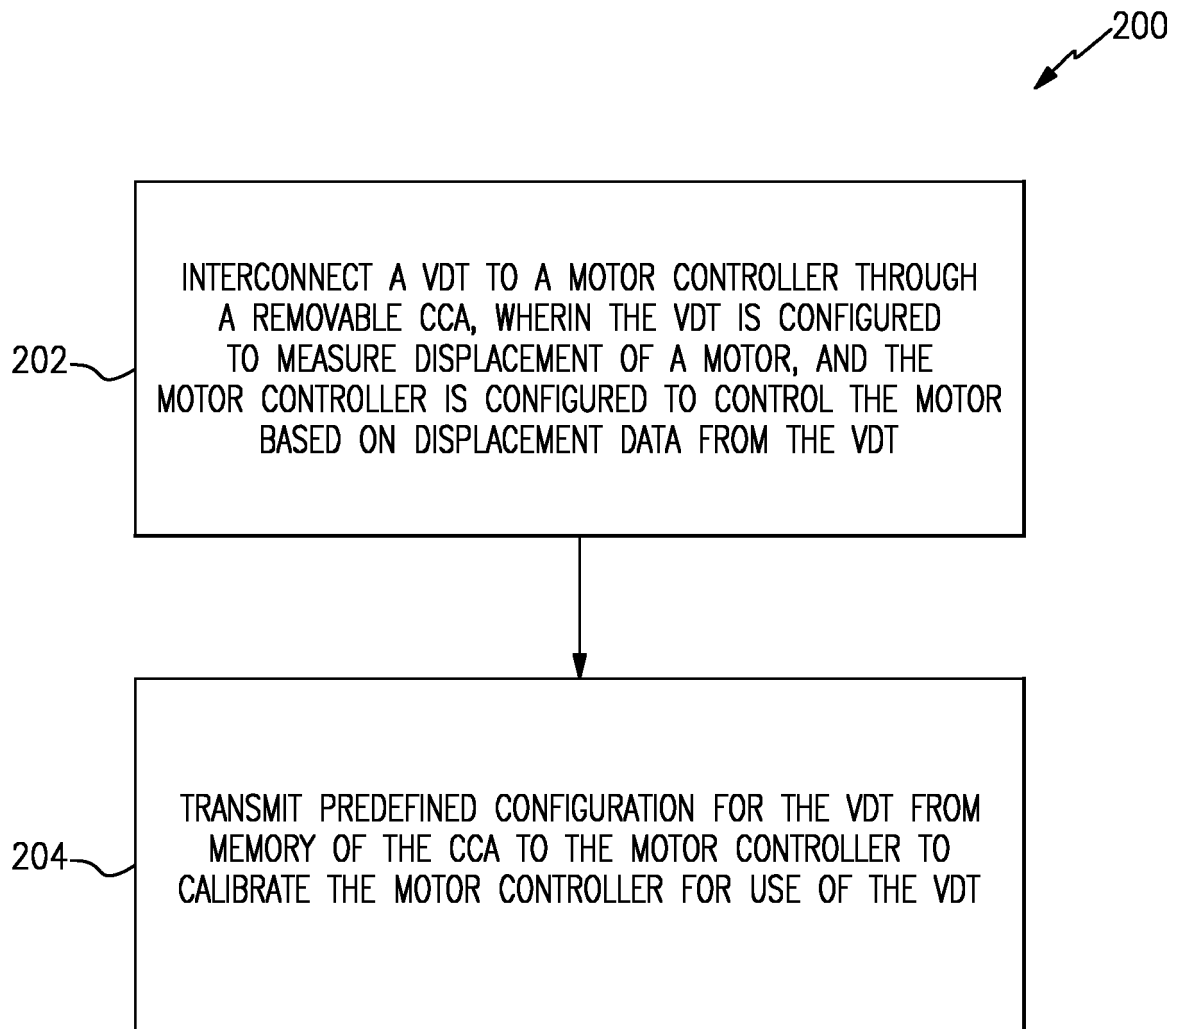 200
INTERCONNECT A VDT TO A MOTOR CONTROLLER THROUGH
A REMOVABLE CCA, WHERIN THE VDT IS CONFIGURED
TO MEASURE DISPLACEMENT OF A MOTOR, AND THE
MOTOR CONTROLLER IS CONFIGURED TO CONTROL THE MOTOR
BASED ON DISPLACEMENT DATA FROM THE VDT
202
TRANSMIT PREDEFINED CONFIGURATION FOR THE VDT FROM
MEMORY OF THE CCA TO THE MOTOR CONTROLLER TO
CALIBRATE THE MOTOR CONTROLLER FOR USE OF THE VDT
204